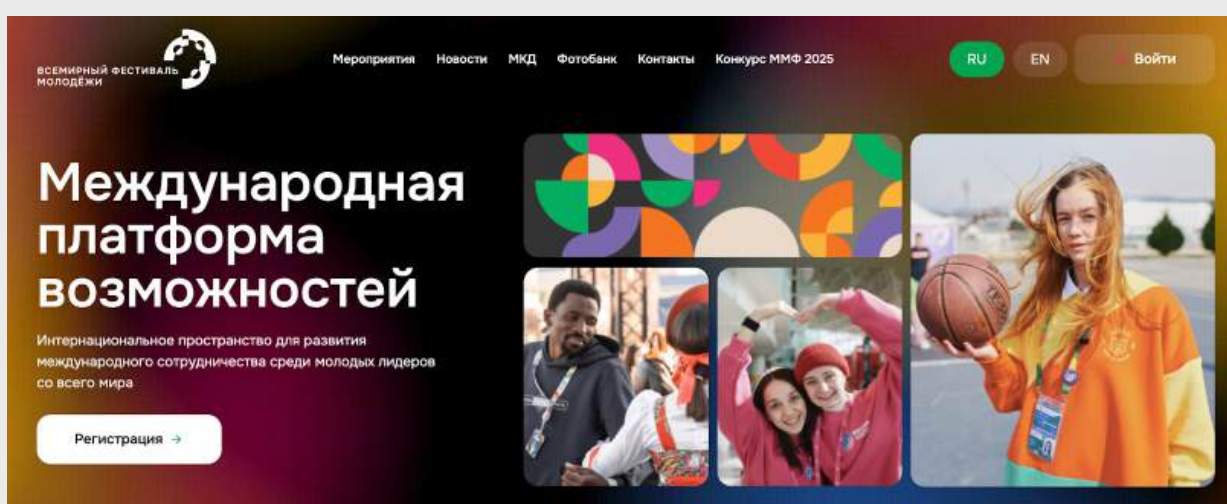 ВСЕМИРНЫЙ ФЕСТИВАЛЬ
МОЛОДЁЖИ
Мероприятия Новости МКД Фотобанк Контакты Конкурс ММФ 2025
RU EN Войти
Международная
платформа
возможностей
Интернациональное пространство для развития
международного сотрудничества среди молодых лидеров
со всего мира
Регистрация →